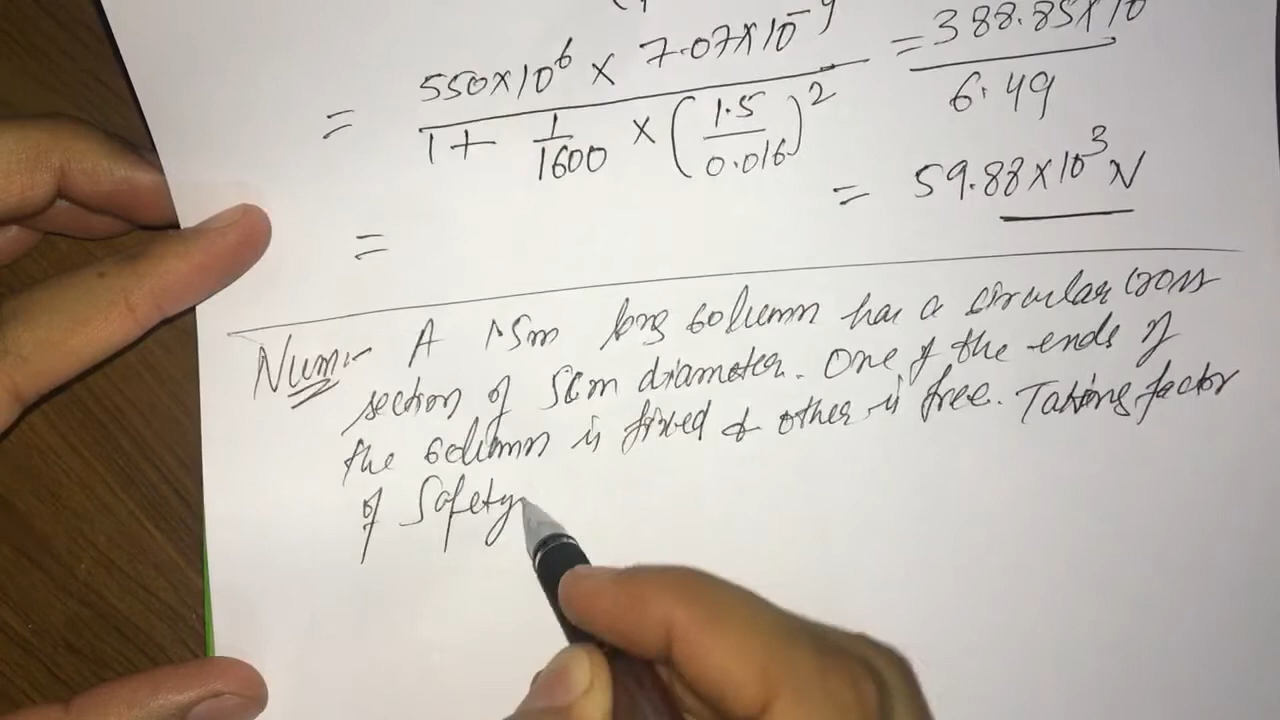 = 550×10⁶ × 7.07×10⁻⁴ / 1 + 1/1600 × (1.5/0.016)² = 388.85×10 / 6.49
= 59.88×10³ N
=
Num:- A 1.5m long column has a circular cross
section of 5cm diameter. One of the ends of
the column is fixed & other is free. Taking factor
of Safety